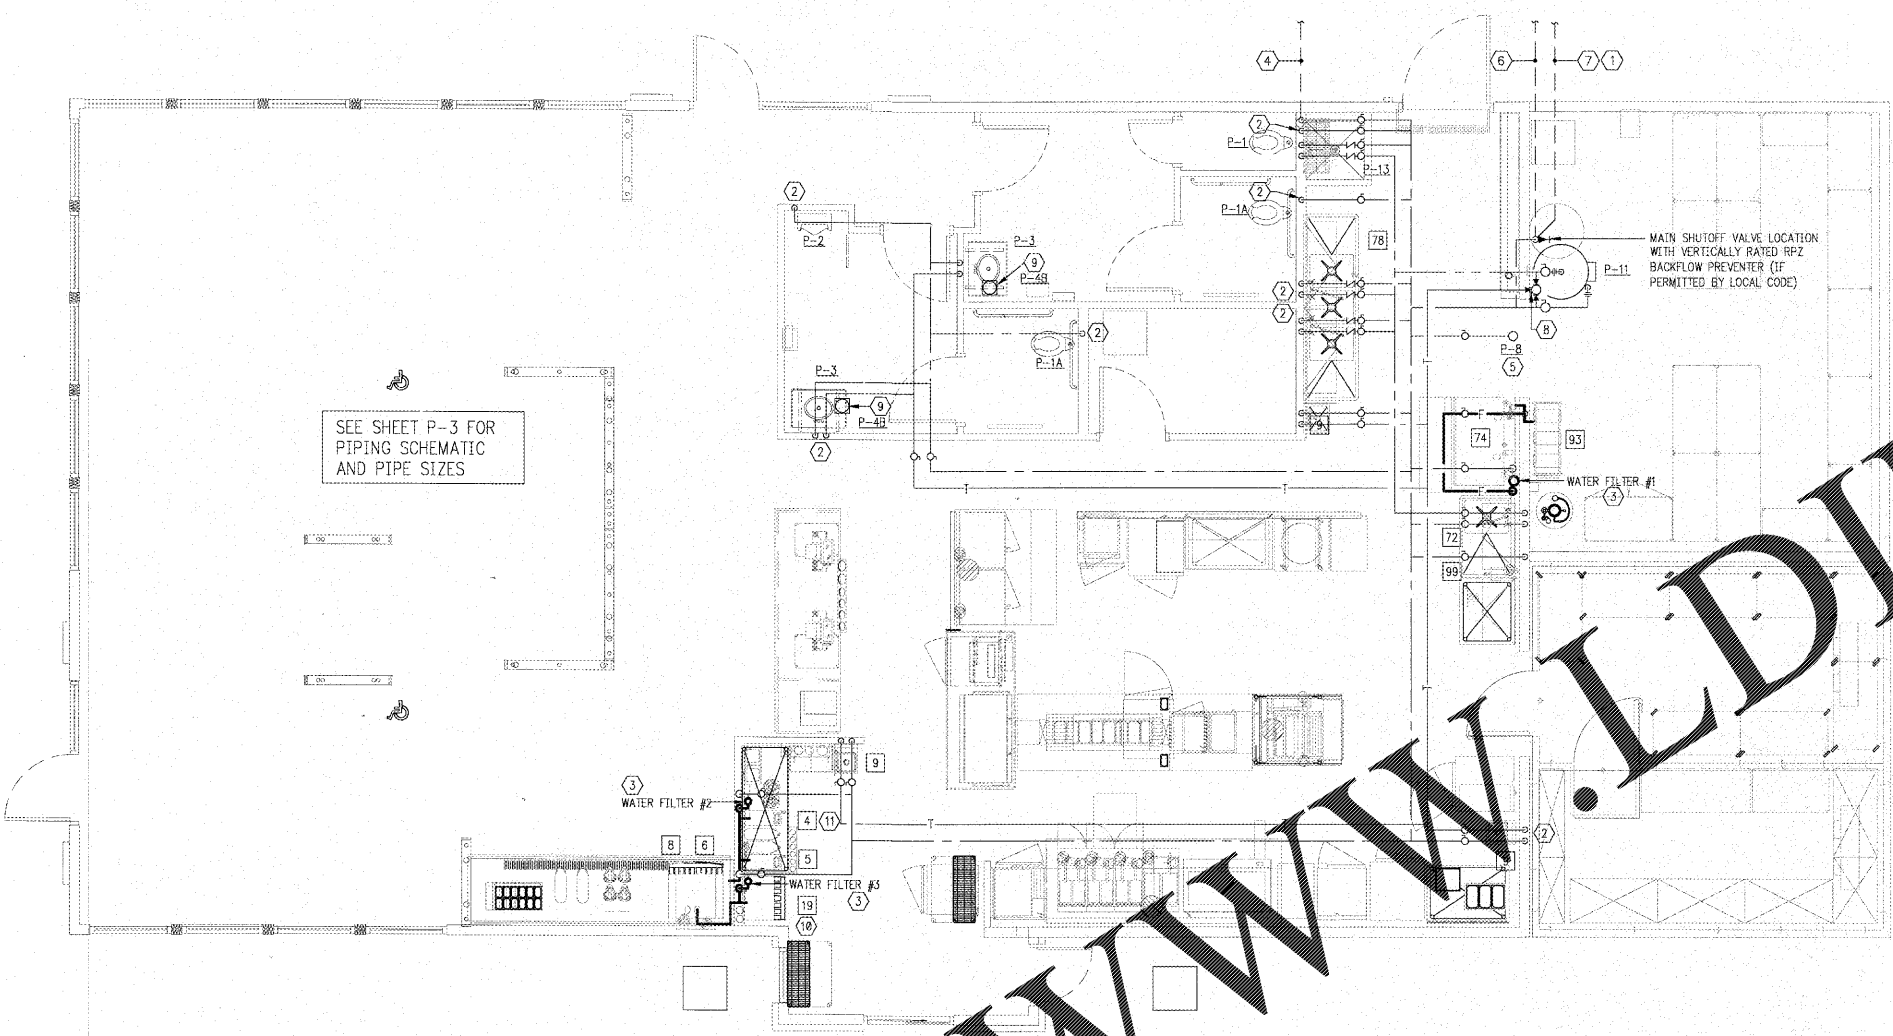 4
6
7
1
2
P-1
P-13
2
P-1A
78
2
P-2
P-3
9
P-4B
MAIN SHUTOFF VALVE LOCATION
WITH VERTICALLY RATED RPZ
BACKFLOW PREVENTER (IF
PERMITTED BY LOCAL CODE)
P-11
2
2
2
8
P-8
5
P-1A
P-3
9
P-4B
2
9
SEE SHEET P-3 FOR
PIPING SCHEMATIC
AND PIPE SIZES
F
74
93
F
WATER FILTER #1
3
T
T
72
99
T
T
9
3
WATER FILTER #2
4
11
T
2
8
6
5
WATER FILTER #3
3
19
10
WWW.LDI